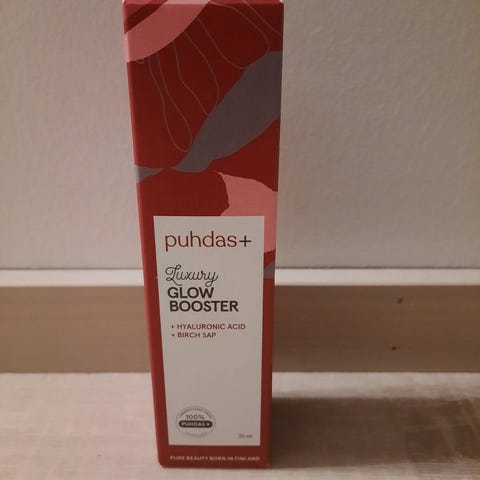 puhdas+
Luxury
GLOW
BOOSTER
+ HYALURONIC ACID
+ BIRCH SAP
100%
PUHDAS+
30 ml
PURE BEAUTY BORN IN FINLAND